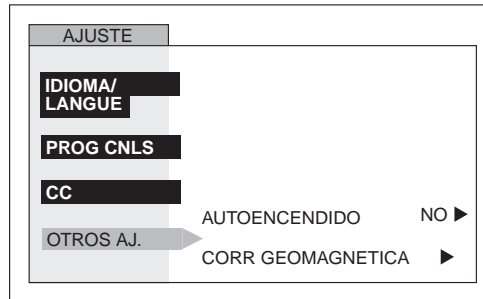 AJUSTE
IDIOMA/
LANGUE
PROG CNLS
CC
OTROS AJ.
AUTOENCENDIDO NO ▶
CORR GEOMAGNETICA ▶